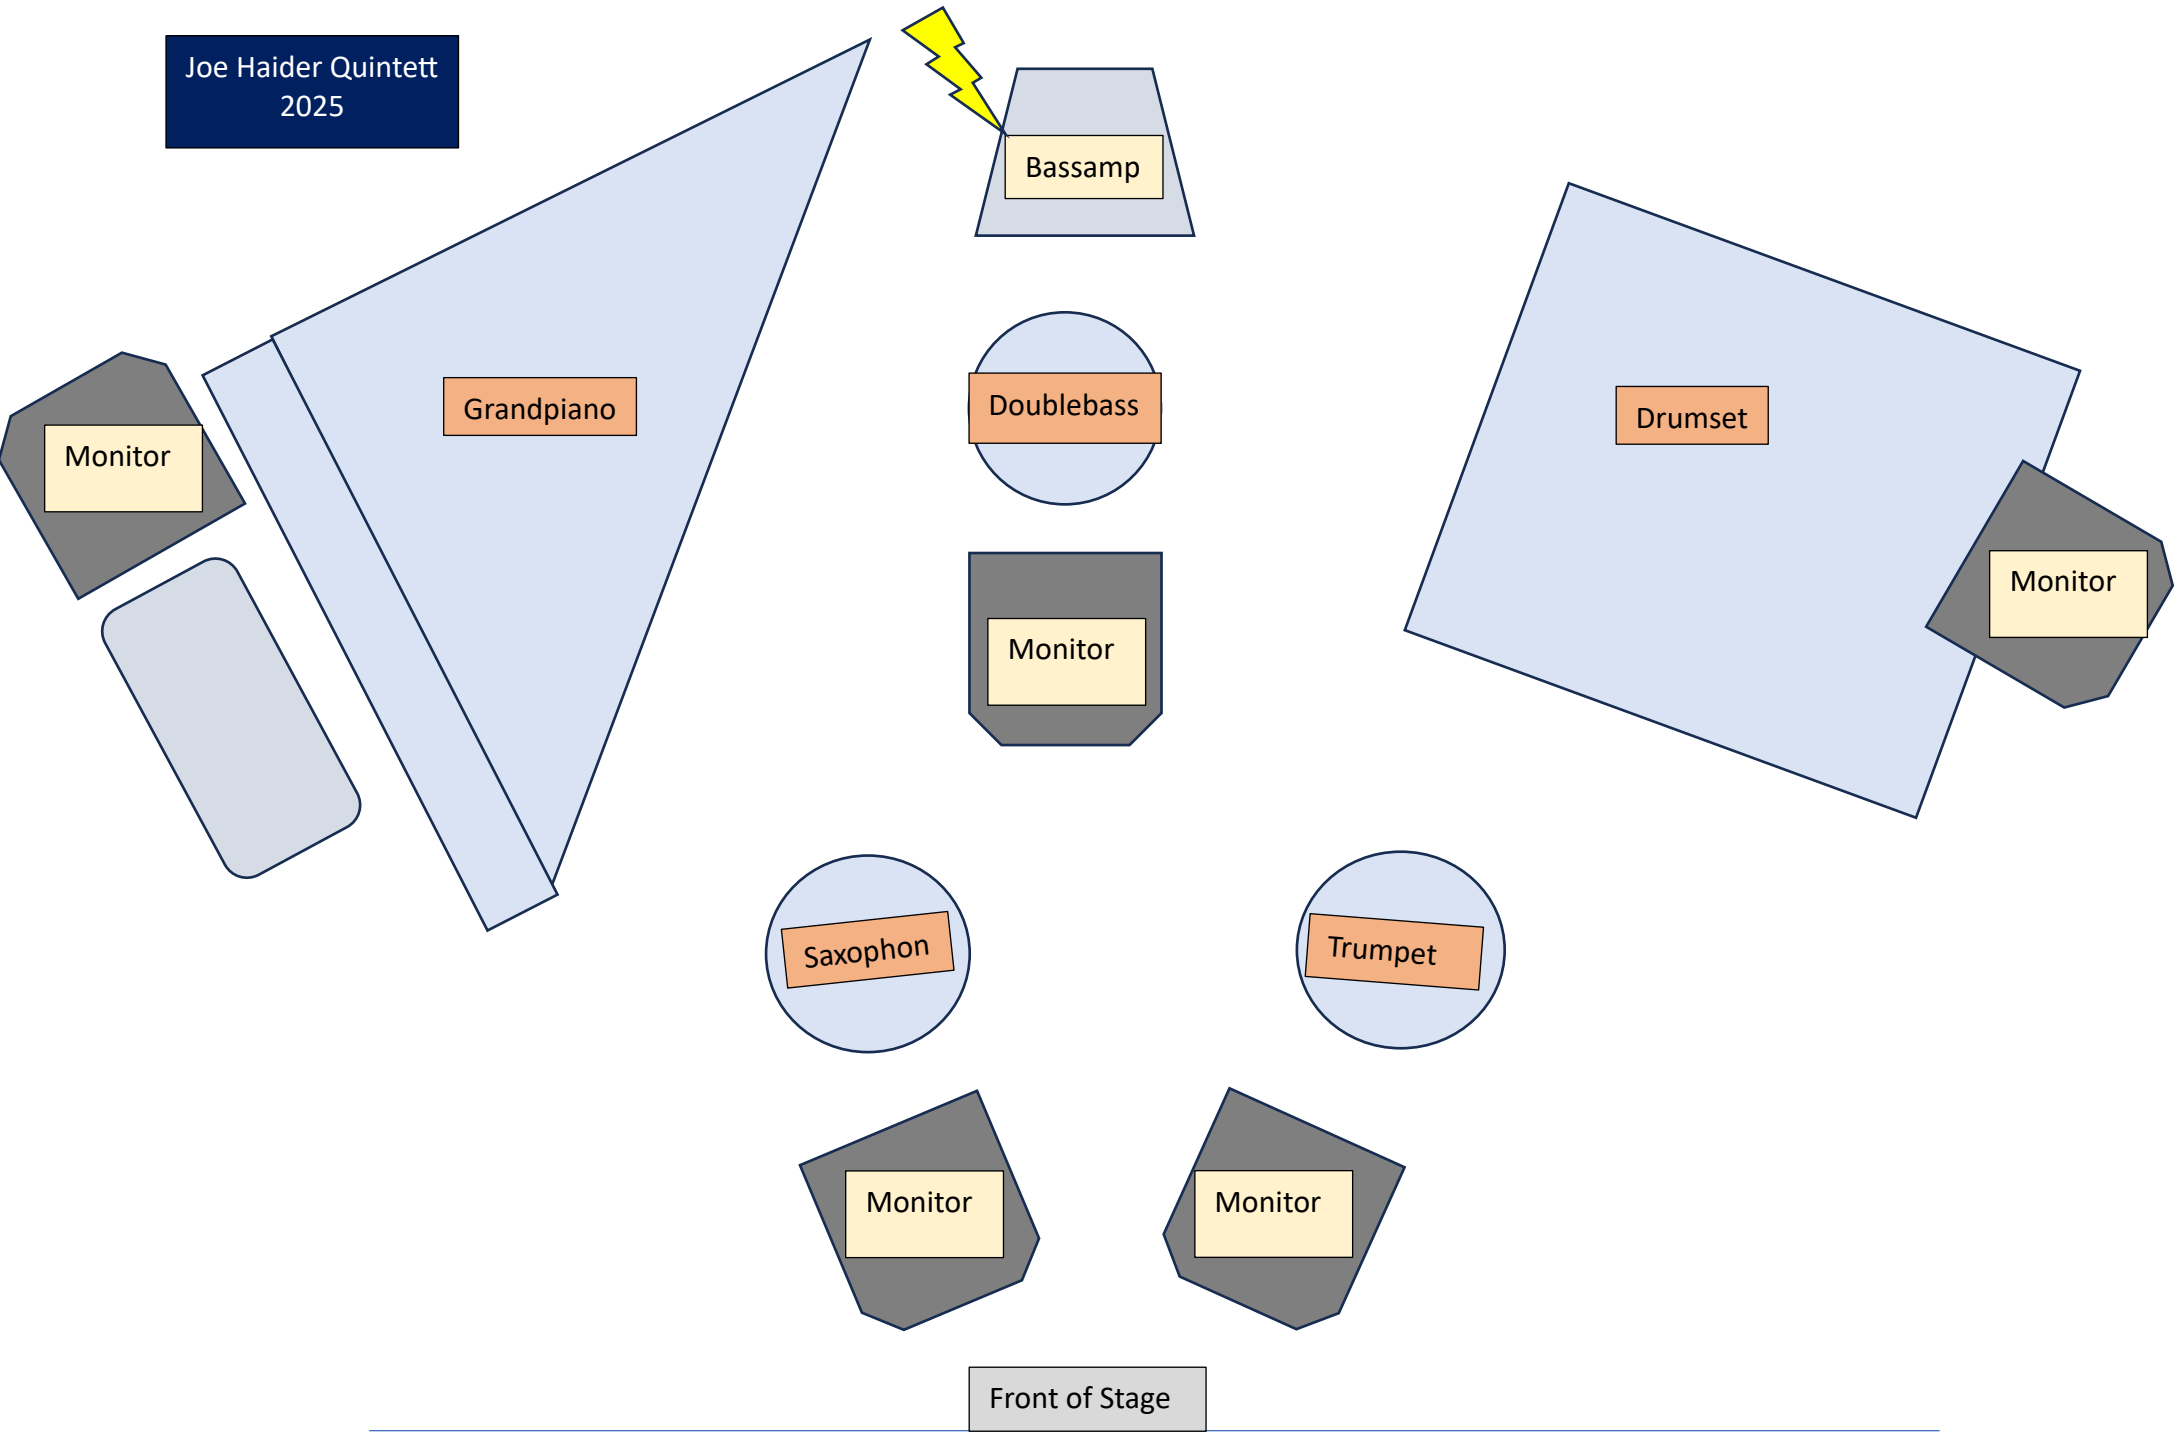 Joe Haider Quintett
2025
Bassamp
Grandpiano
Doublebass
Drumset
Monitor
Monitor
Monitor
Saxophon
Trumpet
Monitor
Monitor
Front of Stage